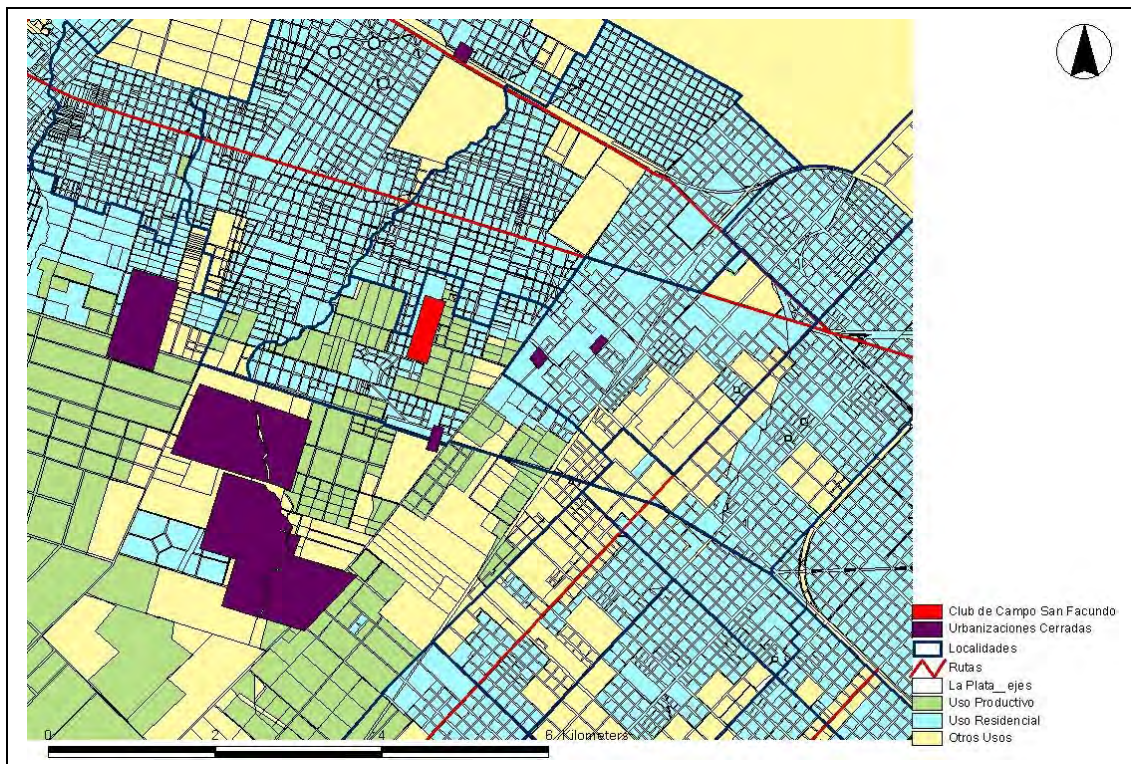 Club de Campo San Facundo
Urbanizaciones Cerradas
Localidades
Rutas
La Plata__ejes
Uso Productivo
Uso Residencial
Otros Usos
0 2 4 6 Kilometers